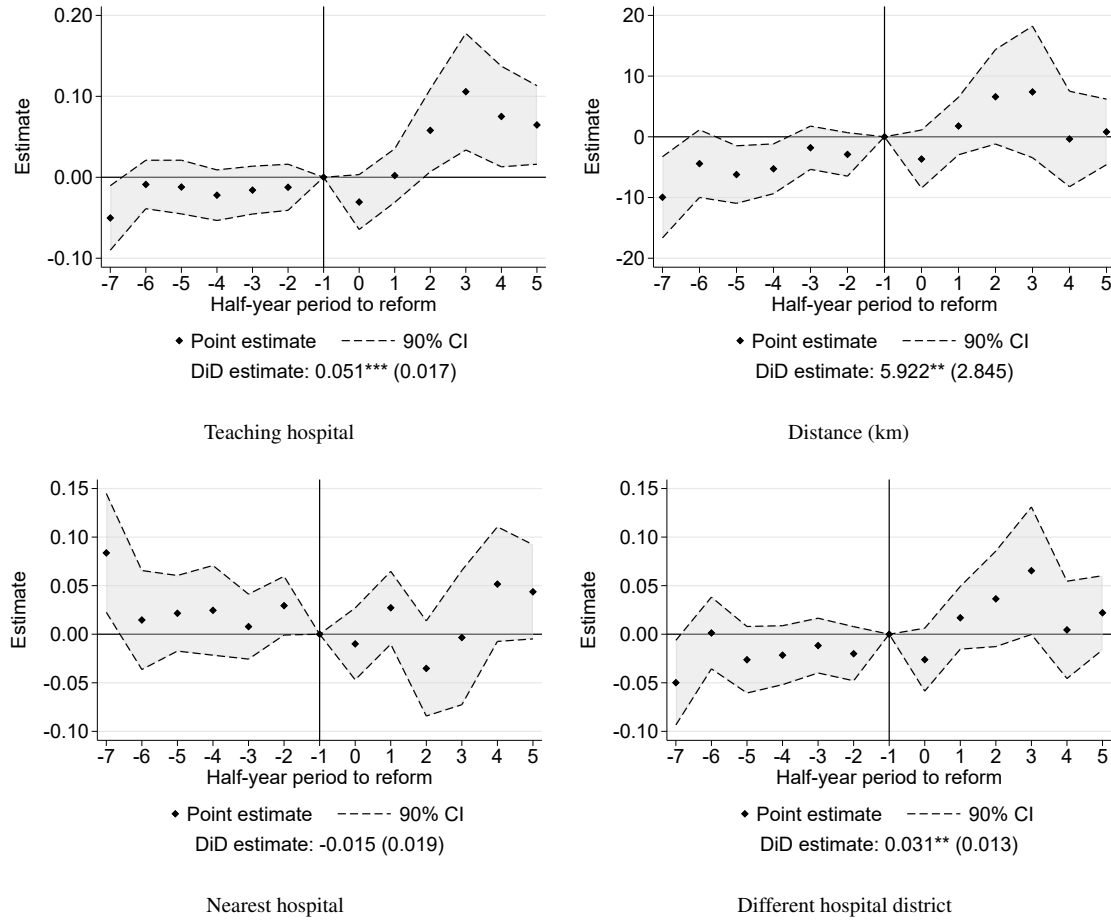 0.20
0.10
0.00
-0.10
Estimate
-7 -6 -5 -4 -3 -2 -1 0 1 2 3 4 5
Half-year period to reform
Point estimate 90% CI
DiD estimate: 0.051*** (0.017)
Teaching hospital
20
10
0
-10
-20
Estimate
-7 -6 -5 -4 -3 -2 -1 0 1 2 3 4 5
Half-year period to reform
Point estimate 90% CI
DiD estimate: 5.922** (2.845)
Distance (km)
0.15
0.10
0.05
0.00
-0.05
-0.10
Estimate
-7 -6 -5 -4 -3 -2 -1 0 1 2 3 4 5
Half-year period to reform
Point estimate 90% CI
DiD estimate: -0.015 (0.019)
Nearest hospital
0.15
0.10
0.05
0.00
-0.05
-0.10
Estimate
-7 -6 -5 -4 -3 -2 -1 0 1 2 3 4 5
Half-year period to reform
Point estimate 90% CI
DiD estimate: 0.031** (0.013)
Different hospital district